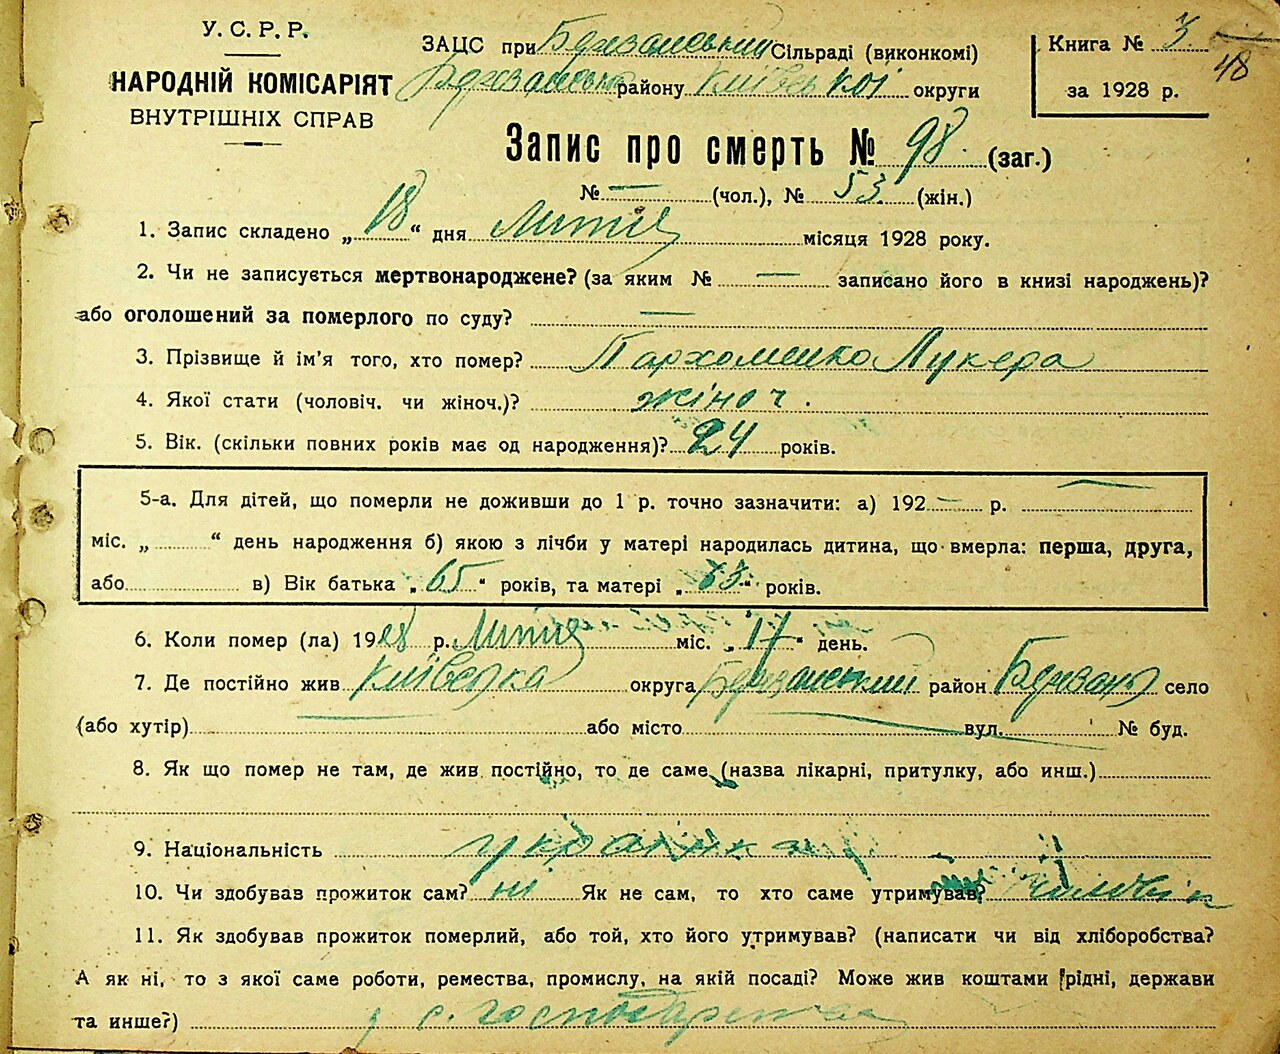 У. С. Р. Р.
НАРОДНІЙ КОМІСАРІЯТ
ВНУТРІШНІХ СПРАВ
ЗАЦС при Березанський Сільраді (виконкомі)
району Київської округи
Книга № 3
за 1928 р.
48
Запис про смерть № 98. (заг.)
№ — (чол.), № 53. (жін.)
1. Запис складено „18“ дня Липня місяця 1928 року.
2. Чи не записується мертвонароджене? (за яким № — записано його в книзі народжень)?
або оголошений за померлого по суду? —
3. Прізвище й ім'я того, хто помер? Пархоменко Лукера
4. Якої стати (чоловіч. чи жіноч.)? жіноч.
5. Вік. (скільки повних років має од народження)? 24 років.
5-а. Для дітей, що померли не доживши до 1 р. точно зазначити: а) 192 — р. —
міс. „ “ день народження б) якою з лічби у матері народилась дитина, що вмерла: перша, друга,
або в) Вік батька „65“ років, та матері „ “ років.
6. Коли помер (ла) 1928 р. Липня міс. „17“ день.
7. Де постійно жив Київська округа Березанський район Березань село
(або хутір) — або місто — вул. № буд.
8. Як що помер не там, де жив постійно, то де саме (назва лікарні, притулку, або инш.)
9. Національність українка
10. Чи здобував прожиток сам? ні Як не сам, то хто саме утримував? чоловік
11. Як здобував прожиток померлий, або той, хто його утримував? (написати чи від хліборобства?
А як ні, то з якої саме роботи, ремества, промислу, на якій посаді? Може жив коштами рідні, держави
та инше?) с. господарства